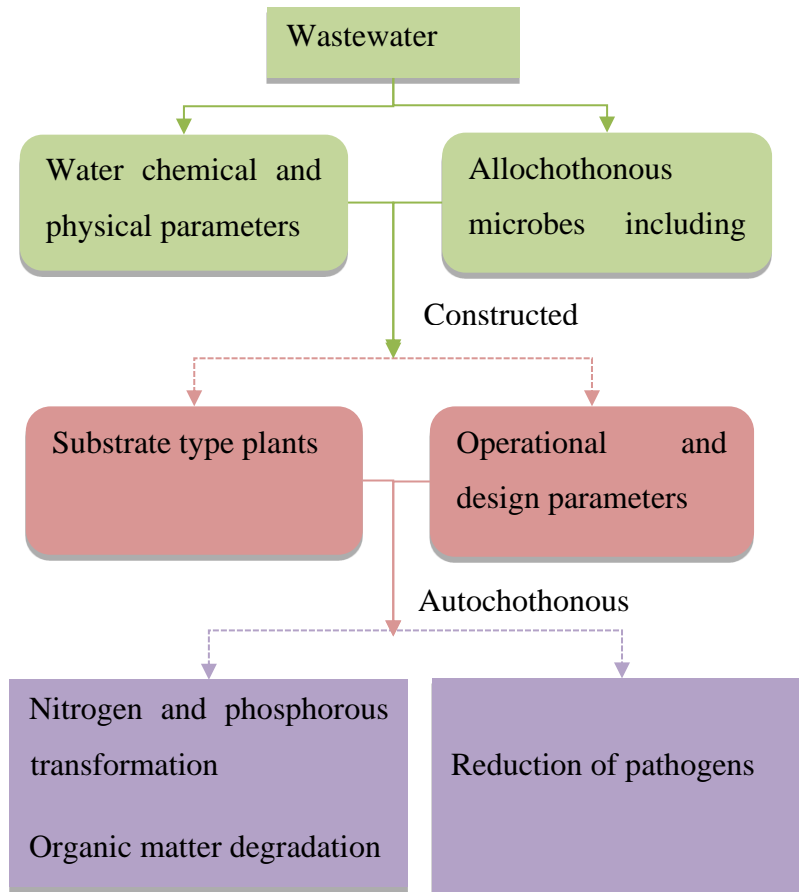 Wastewater
Water chemical and
physical parameters
Allochothonous
microbes including
Constructed
Substrate type plants
Operational and
design parameters
Autochothonous
Nitrogen and phosphorous
transformation
Organic matter degradation
Reduction of pathogens